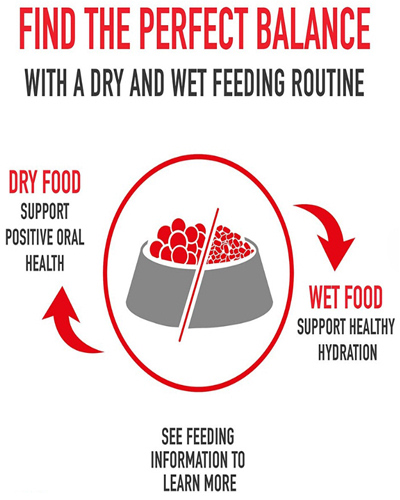 FIND THE PERFECT BALANCE
WITH A DRY AND WET FEEDING ROUTINE
DRY FOOD
SUPPORT
POSITIVE ORAL
HEALTH
WET FOOD
SUPPORT HEALTHY
HYDRATION
SEE FEEDING
INFORMATION TO
LEARN MORE